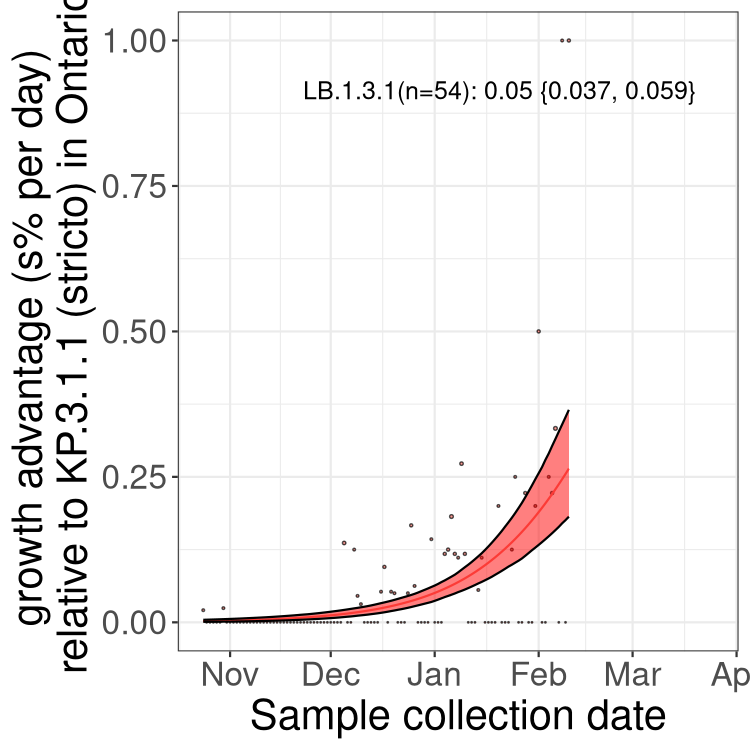 growth advantage (s% per day)
relative to KP.3.1.1 (stricto) in Ontario
1.00
0.75
0.50
0.25
0.00
LB.1.3.1(n=54): 0.05 {0.037, 0.059}
Nov Dec Jan Feb Mar Ap
Sample collection date